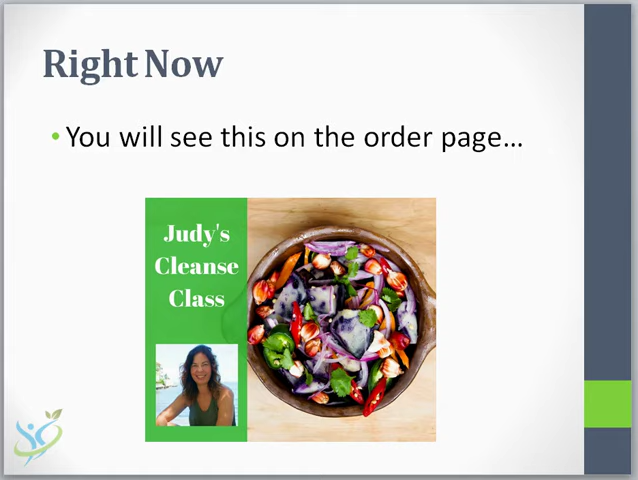 Right Now
• You will see this on the order page...
Judy's
Cleanse
Class